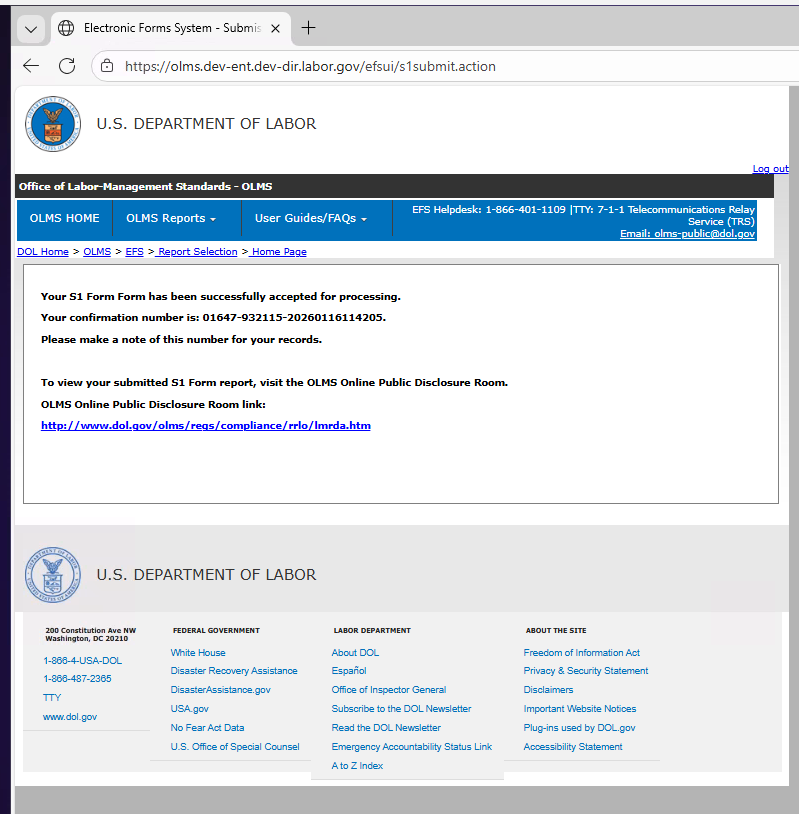 Electronic Forms System - Submis
https://olms.dev-ent.dev-dir.labor.gov/efsui/s1submit.action
U.S. DEPARTMENT OF LABOR
Log out
Office of Labor-Management Standards - OLMS
OLMS HOME
OLMS Reports
User Guides/FAQs
EFS Helpdesk: 1-866-401-1109 |TTY: 7-1-1 Telecommunications Relay
Service (TRS)
Email: olms-public@dol.gov
DOL Home > OLMS > EFS > Report Selection > Home Page
Your S1 Form Form has been successfully accepted for processing.
Your confirmation number is: 01647-932115-20260116114205.
Please make a note of this number for your records.
To view your submitted S1 Form report, visit the OLMS Online Public Disclosure Room.
OLMS Online Public Disclosure Room link:
http://www.dol.gov/olms/regs/compliance/rrlo/lmrda.htm
U.S. DEPARTMENT OF LABOR
200 Constitution Ave NW
Washington, DC 20210
1-866-4-USA-DOL
1-866-487-2365
TTY
www.dol.gov
FEDERAL GOVERNMENT
White House
Disaster Recovery Assistance
DisasterAssistance.gov
USA.gov
No Fear Act Data
U.S. Office of Special Counsel
LABOR DEPARTMENT
About DOL
Español
Office of Inspector General
Subscribe to the DOL Newsletter
Read the DOL Newsletter
Emergency Accountability Status Link
A to Z Index
ABOUT THE SITE
Freedom of Information Act
Privacy & Security Statement
Disclaimers
Important Website Notices
Plug-ins used by DOL.gov
Accessibility Statement